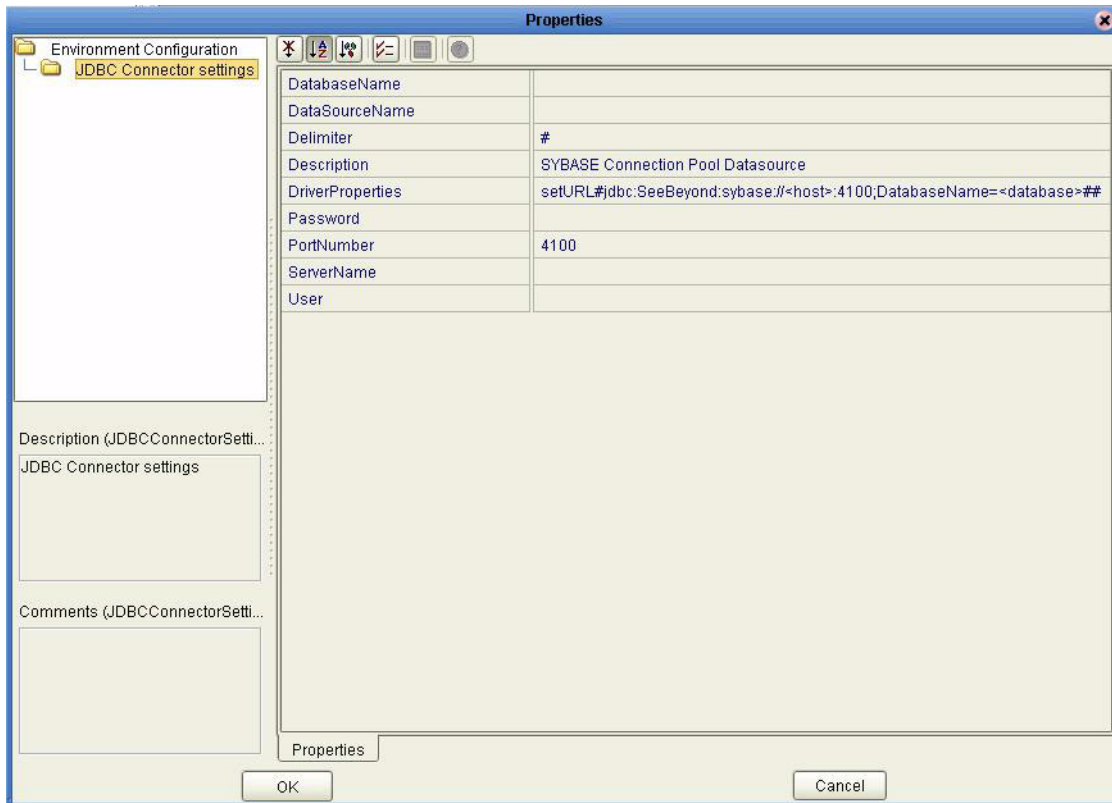 Properties
Environment Configuration
JDBC Connector settings
DatabaseName
DataSourceName
Delimiter #
Description SYBASE Connection Pool Datasource
DriverProperties setURL#jdbc:SeeBeyond:sybase://<host>:4100;DatabaseName=<database>##
Password
PortNumber 4100
ServerName
User
Description (JDBCConnectorSetti...
JDBC Connector settings
Comments (JDBCConnectorSetti...
Properties
OK Cancel